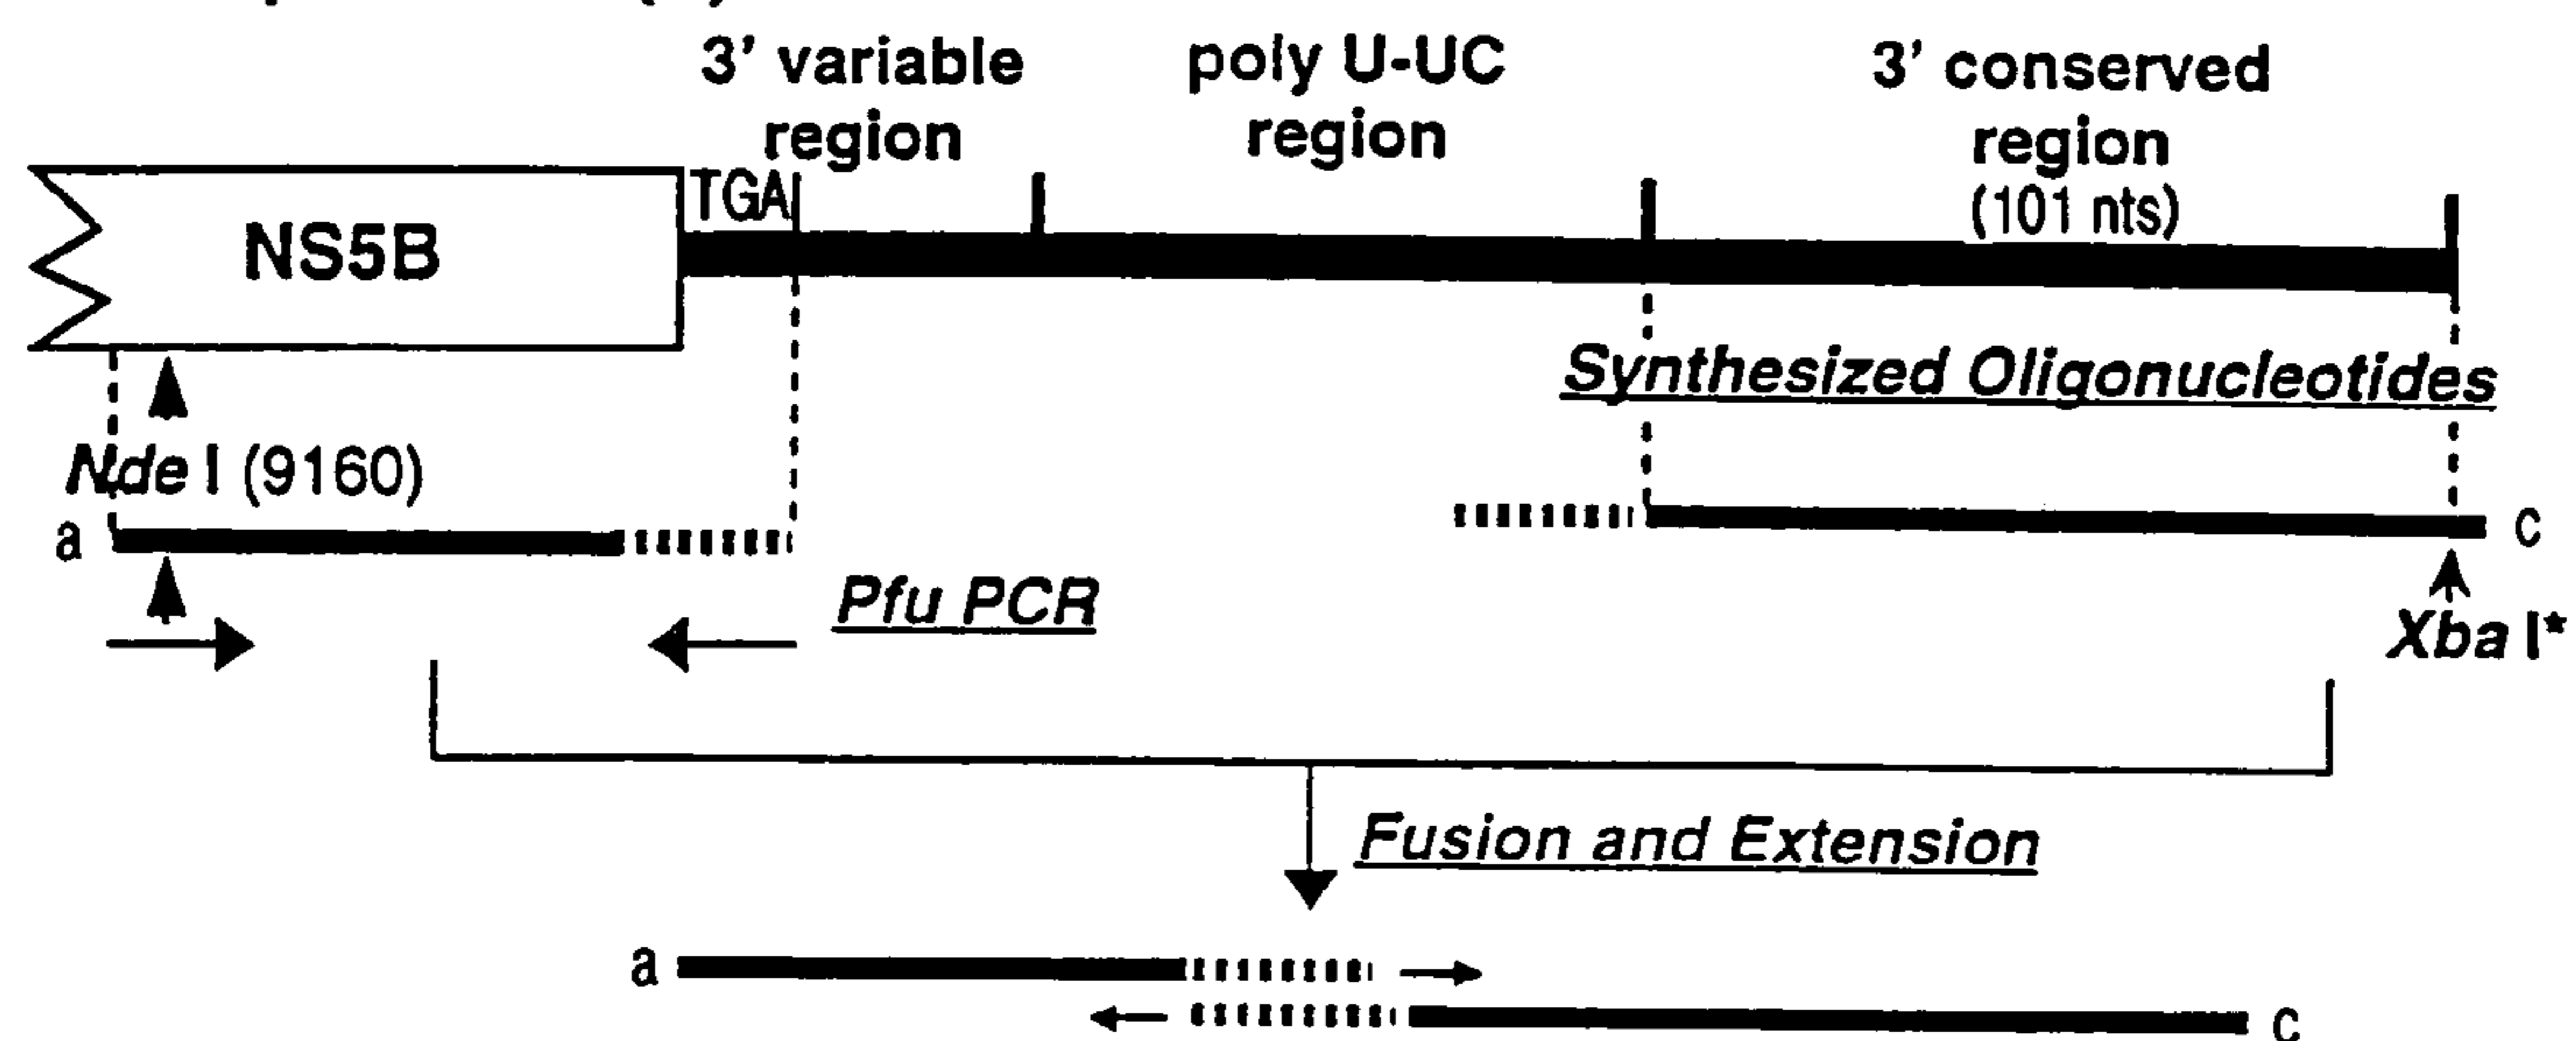 3' variable
region
poly U-UC
region
3' conserved
region
(101 nts)
TGA
NS5B
Synthesized Oligonucleotides
Nde I (9160)
a
c
Pfu PCR
Xba I*
Fusion and Extension
a
c